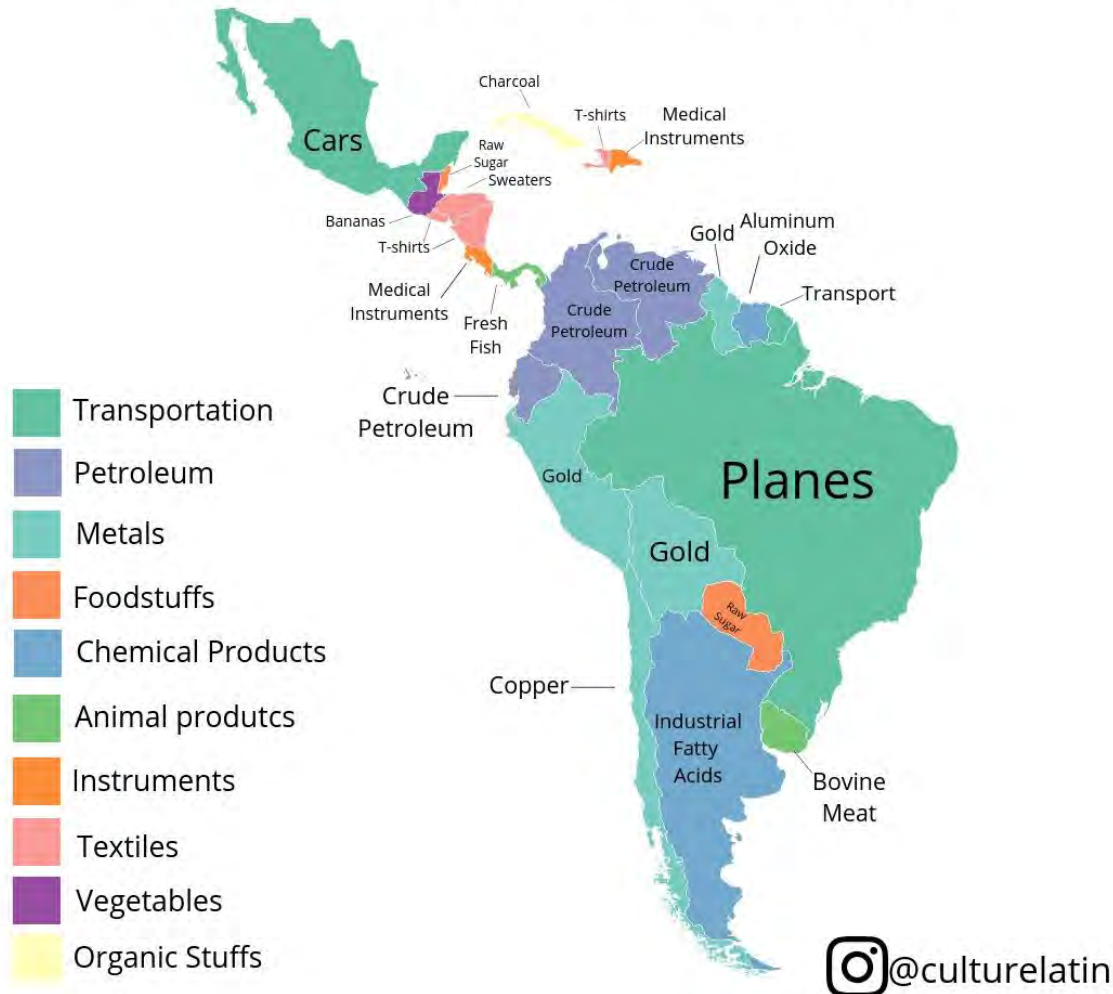 Charcoal
T-shirts
Medical
Instruments
Cars
Raw
Sugar
Sweaters
Bananas
T-shirts
Medical
Instruments
Fresh
Fish
Gold
Aluminum
Oxide
Transport
Crude
Petroleum
Crude
Petroleum
Crude
Petroleum
Gold
Planes
Gold
Raw
Sugar
Copper
Industrial
Fatty
Acids
Bovine
Meat
Transportation
Petroleum
Metals
Foodstuffs
Chemical Products
Animal produtcs
Instruments
Textiles
Vegetables
Organic Stuffs
@culturelatin